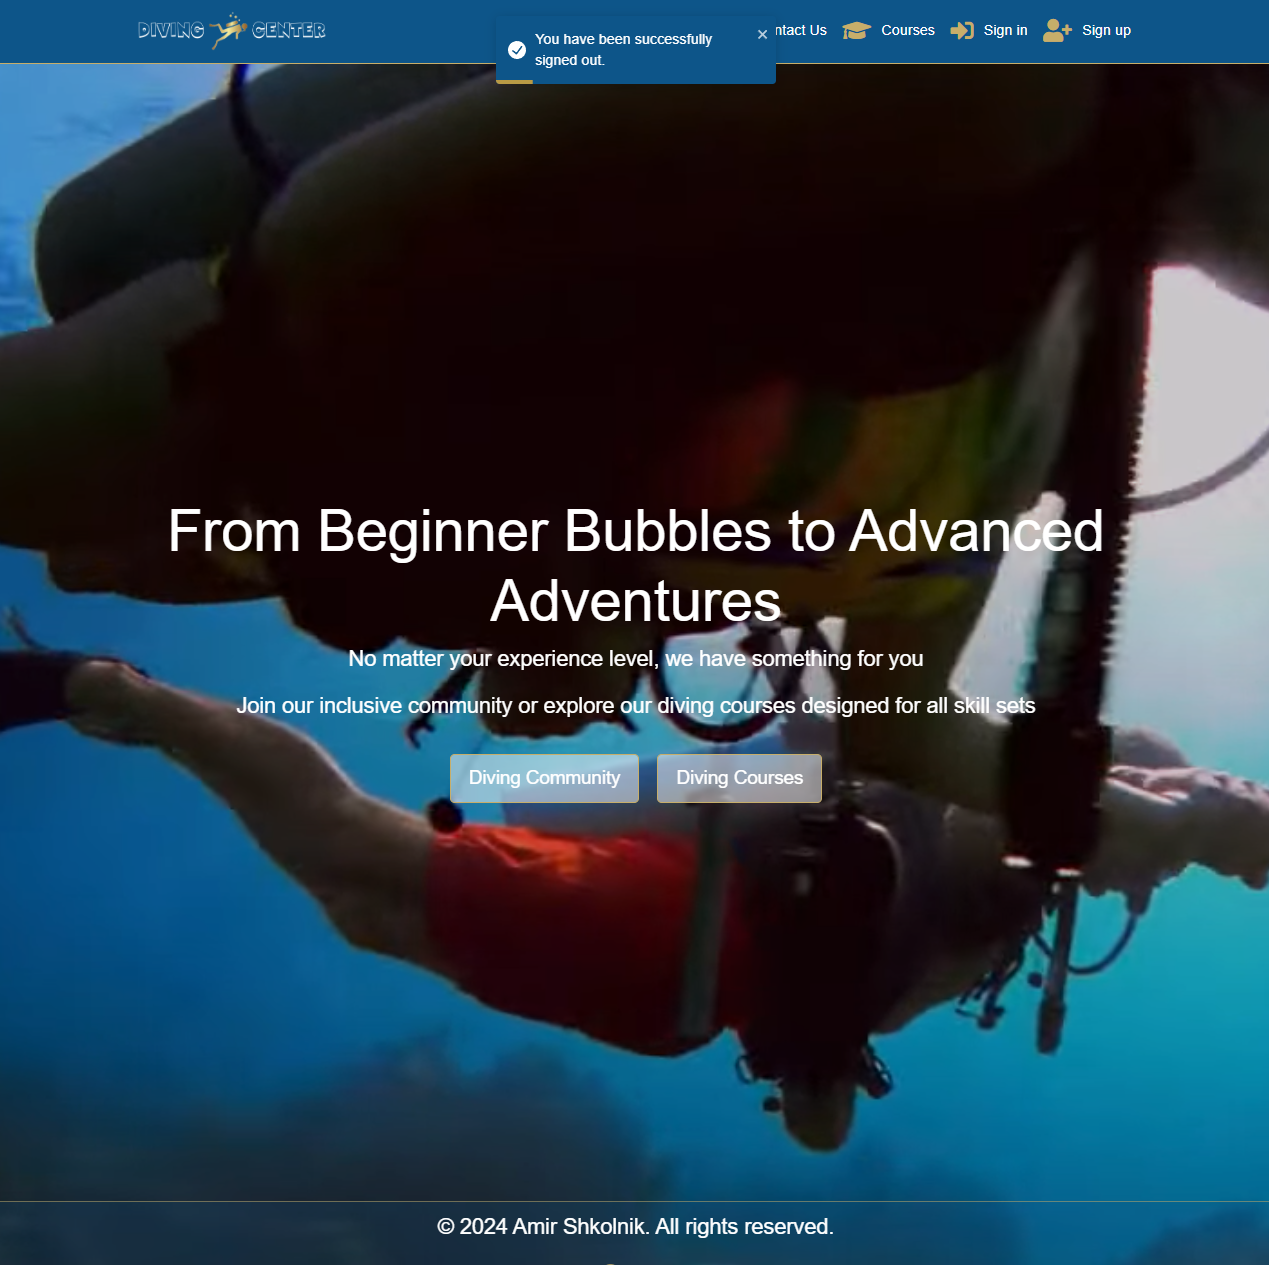 DIVING CENTER
You have been successfully
signed out.
ntact Us
Courses
Sign in
Sign up
From Beginner Bubbles to Advanced
Adventures
No matter your experience level, we have something for you
Join our inclusive community or explore our diving courses designed for all skill sets
Diving Community
Diving Courses
© 2024 Amir Shkolnik. All rights reserved.